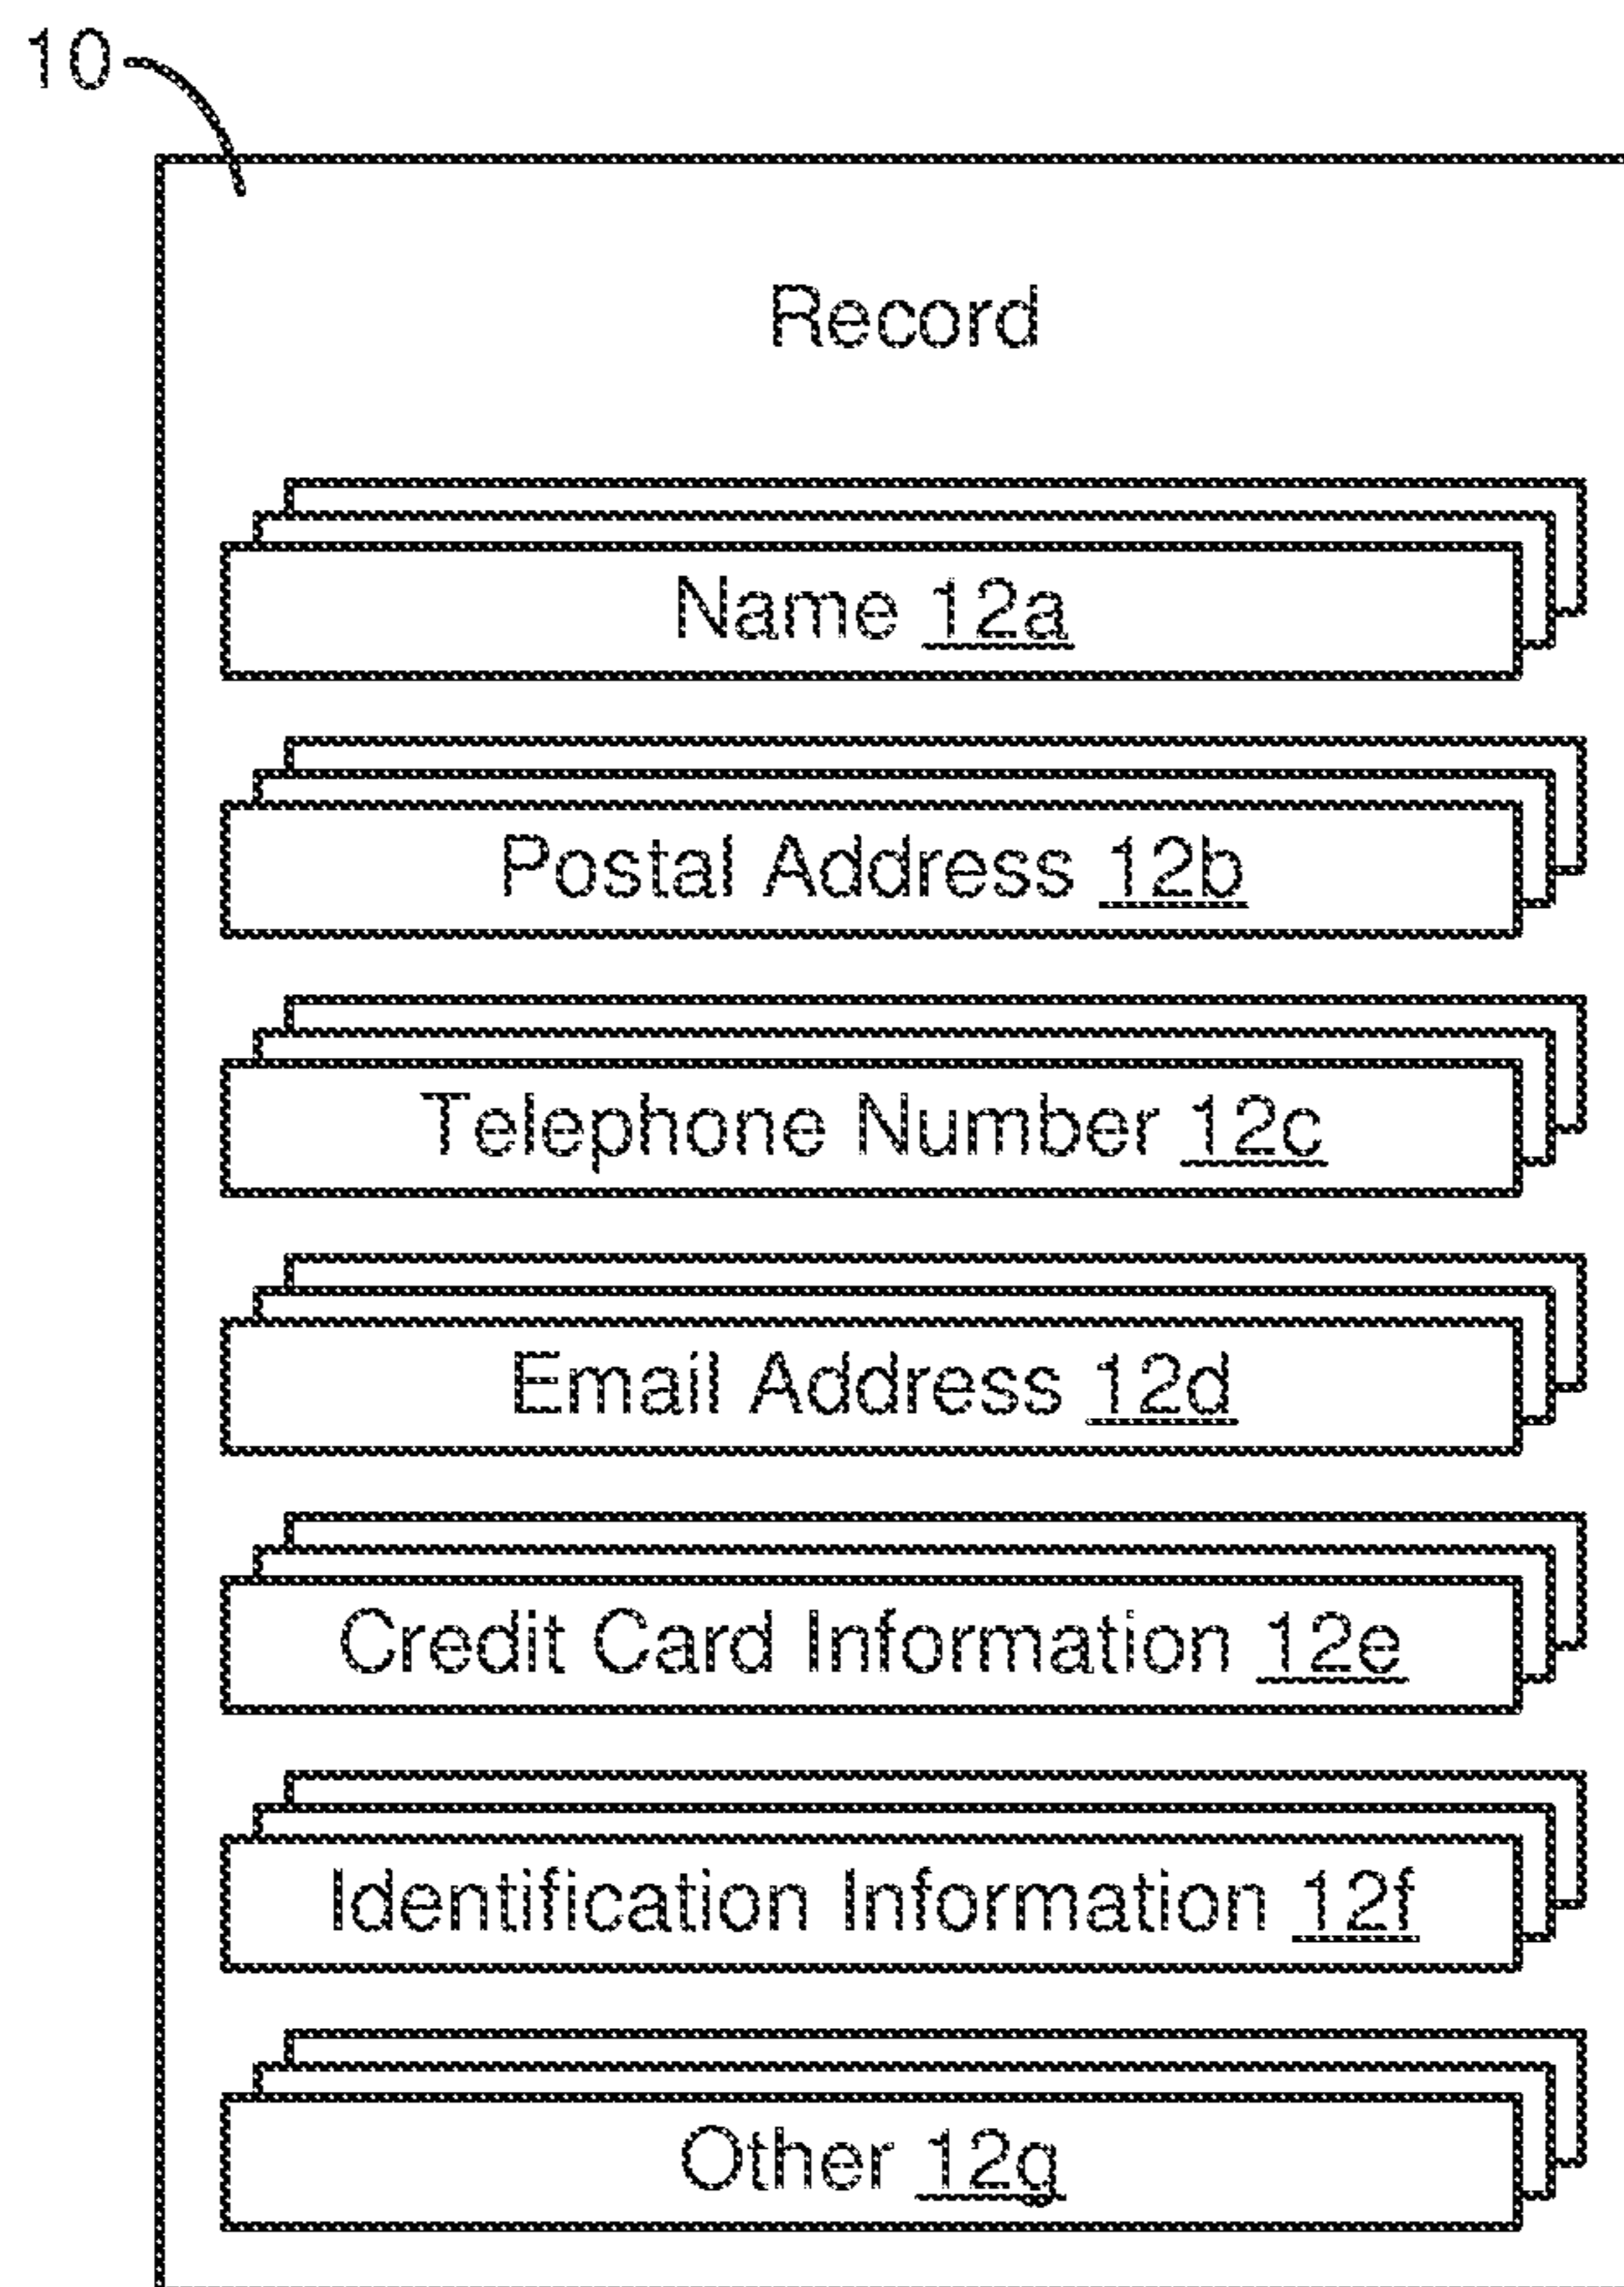 10
Record
Name 12a
Postal Address 12b
Telephone Number 12c
Email Address 12d
Credit Card Information 12e
Identification Information 12f
Other 12g